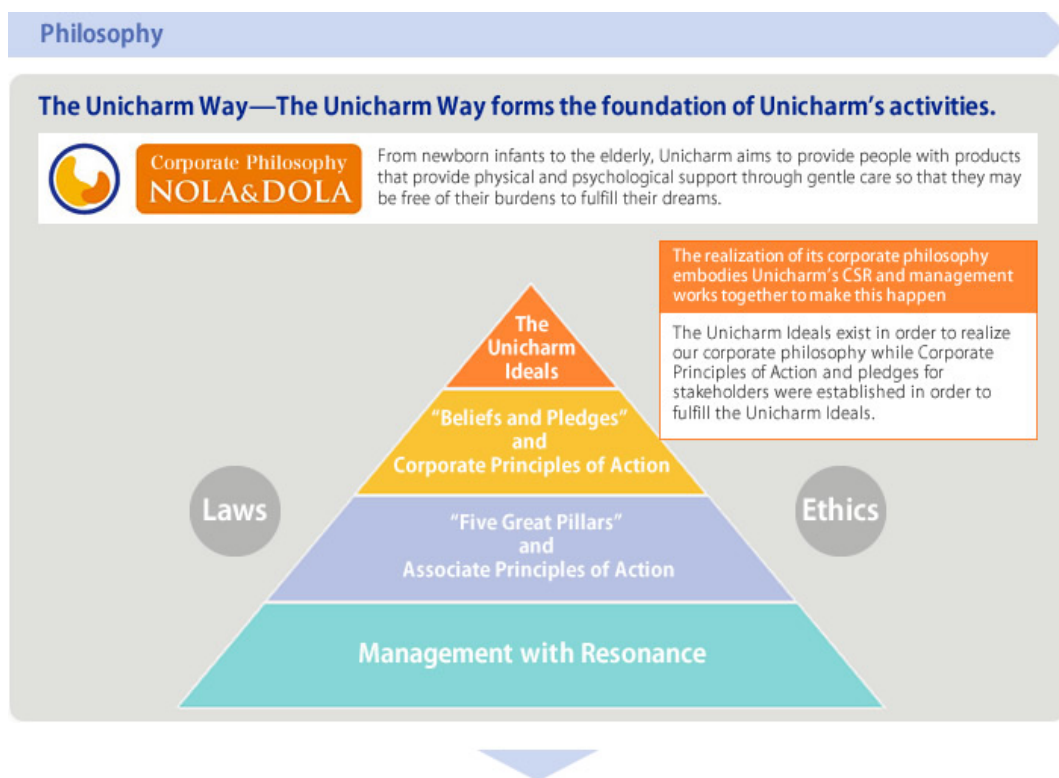 Philosophy
The Unicharm Way—The Unicharm Way forms the foundation of Unicharm's activities.
Corporate Philosophy
NOLA&DOLA
From newborn infants to the elderly, Unicharm aims to provide people with products
that provide physical and psychological support through gentle care so that they may
be free of their burdens to fulfill their dreams.
The realization of its corporate philosophy
embodies Unicharm's CSR and management
works together to make this happen
The Unicharm Ideals exist in order to realize
our corporate philosophy while Corporate
Principles of Action and pledges for
stakeholders were established in order to
fulfill the Unicharm Ideals.
The
Unicharm
Ideals
"Beliefs and Pledges"
and
Corporate Principles of Action
Laws
"Five Great Pillars"
and
Associate Principles of Action
Ethics
Management with Resonance